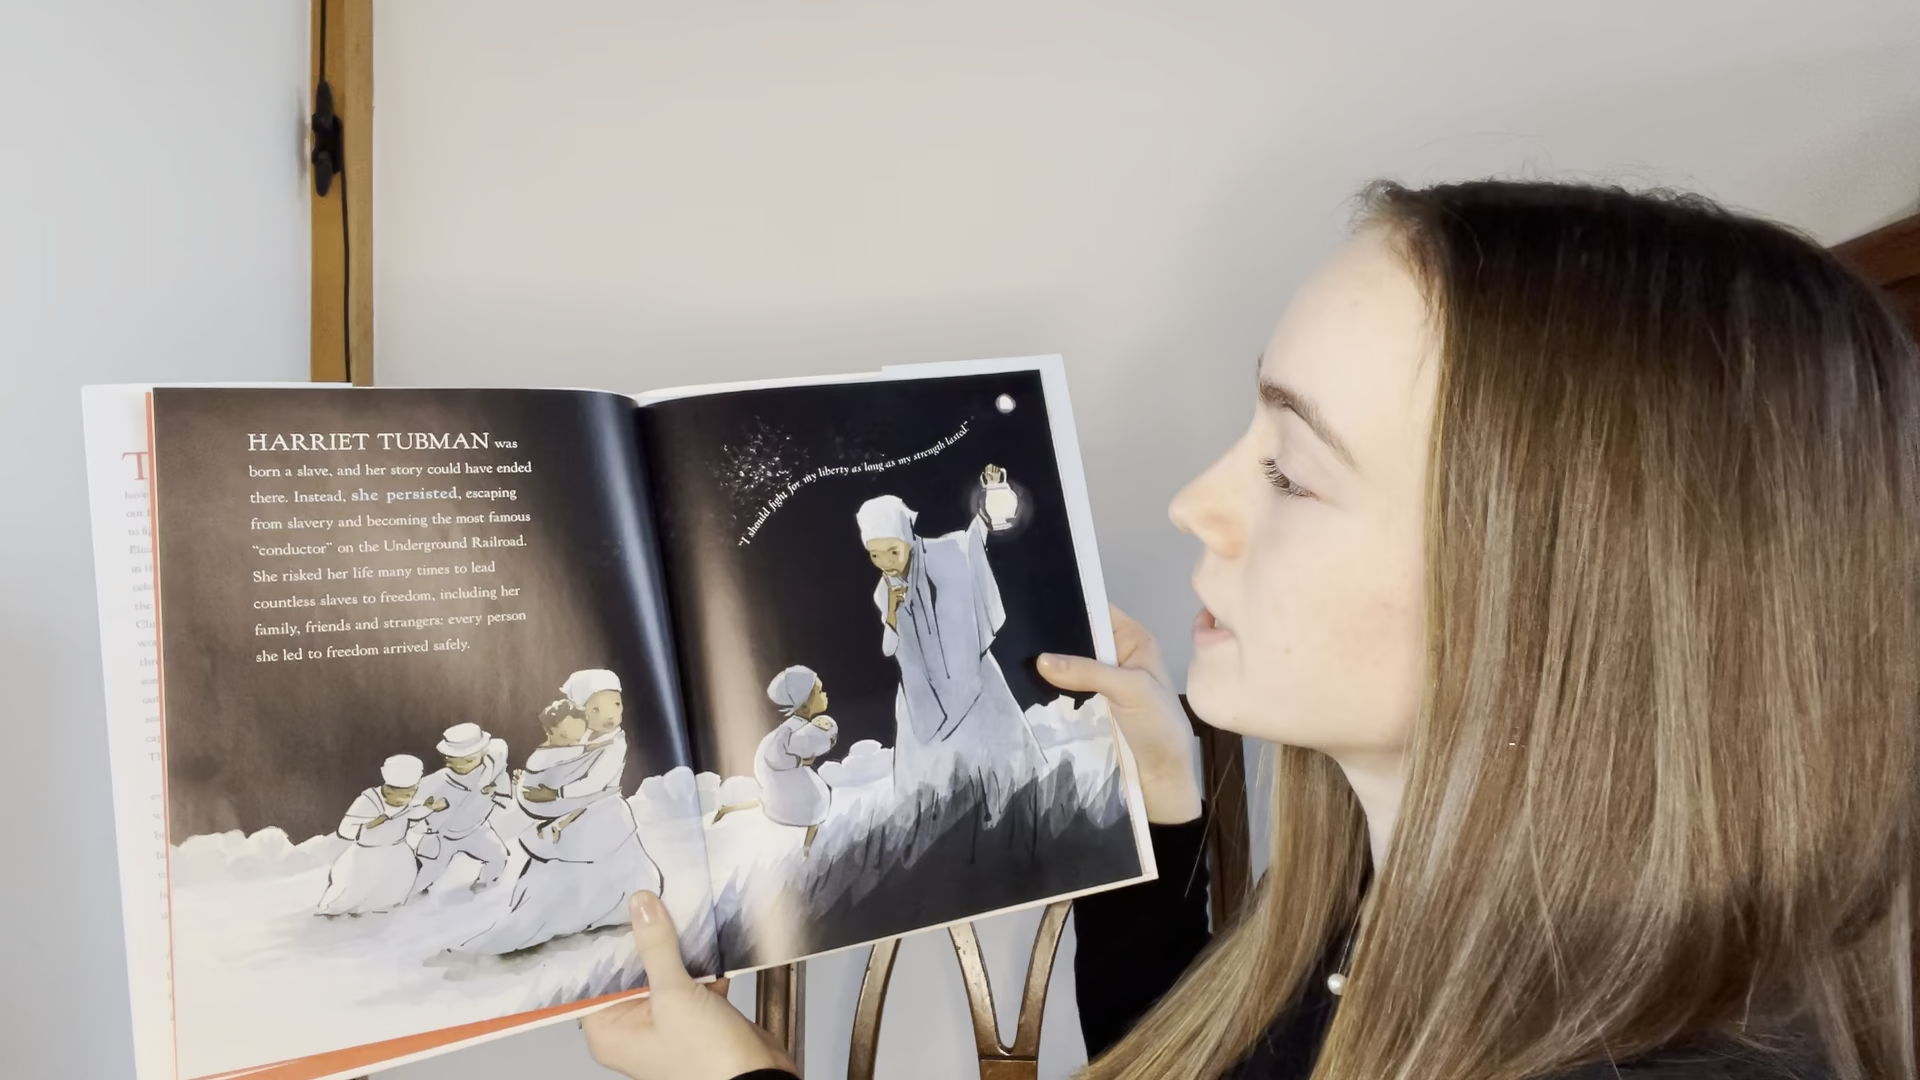 HARRIET TUBMAN was
born a slave, and her story could have ended
there. Instead, she persisted, escaping
from slavery and becoming the most famous
“conductor” on the Underground Railroad.
She risked her life many times to lead
countless slaves to freedom, including her
family, friends and strangers: every person
she led to freedom arrived safely.
“I should fight for my liberty as long as my strength lasted.”